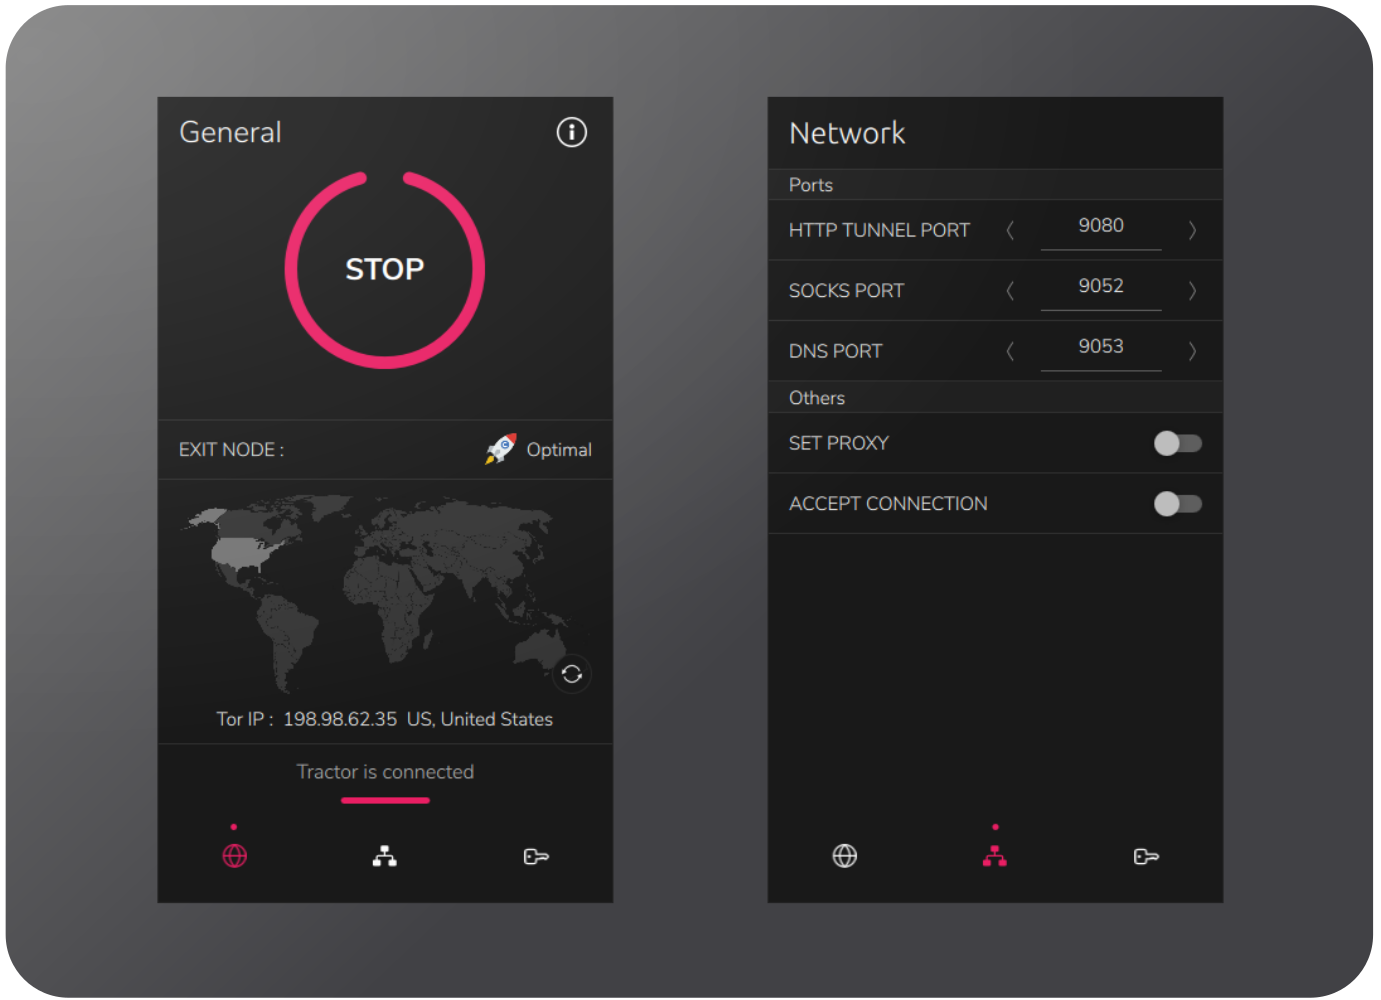 General
STOP
EXIT NODE :
Optimal
Tor IP : 198.98.62.35 US, United States
Tractor is connected
Network
Ports
HTTP TUNNEL PORT 9080
SOCKS PORT 9052
DNS PORT 9053
Others
SET PROXY
ACCEPT CONNECTION